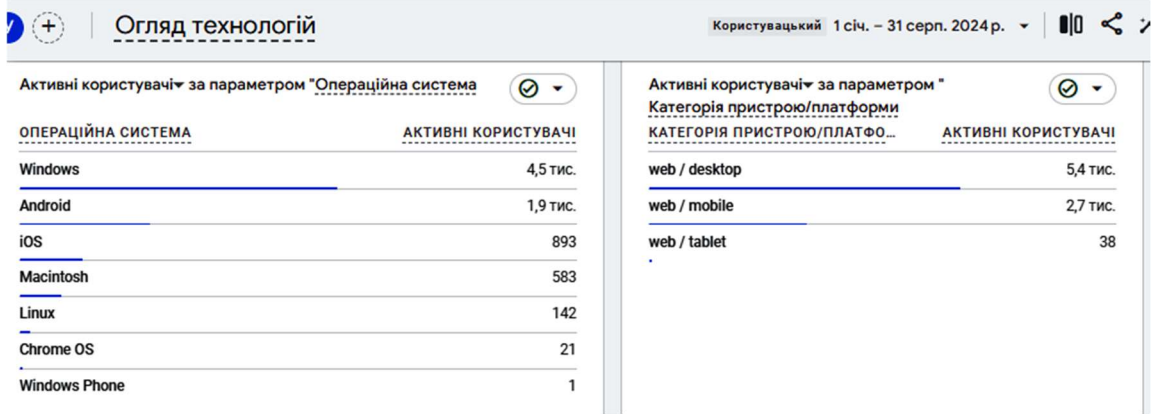 Огляд технологій
Користувацький 1 січ. – 31 серп. 2024 р.
Активні користувачі за параметром "Операційна система
ОПЕРАЦІЙНА СИСТЕМА АКТИВНІ КОРИСТУВАЧІ
Windows 4,5 тис.
Android 1,9 тис.
iOS 893
Macintosh 583
Linux 142
Chrome OS 21
Windows Phone 1
Активні користувачі за параметром "
Категорія пристрою/платформи
КАТЕГОРІЯ ПРИСТРОЮ/ПЛАТФО... АКТИВНІ КОРИСТУВАЧІ
web / desktop 5,4 тис.
web / mobile 2,7 тис.
web / tablet 38